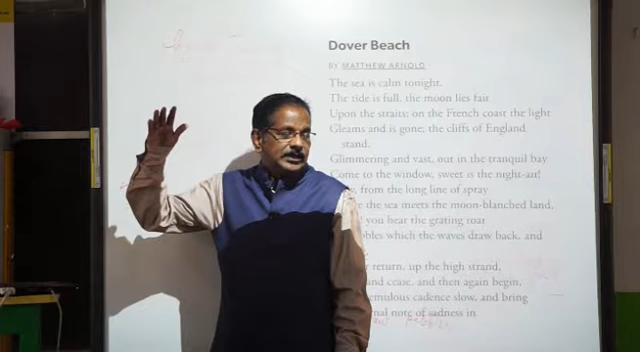 Dover Beach
BY MATTHEW ARNOLD
The sea is calm tonight.
The tide is full, the moon lies fair
Upon the straits; on the French coast the light
Gleams and is gone; the cliffs of England
stand,
Glimmering and vast, out in the tranquil bay
Come to the window, sweet is the night-air!
from the long line of spray
the sea meets the moon-blanched land,
you hear the grating roar
which the waves draw back, and
return, up the high strand,
and cease, and then again begin,
cadence slow, and bring
note of sadness in